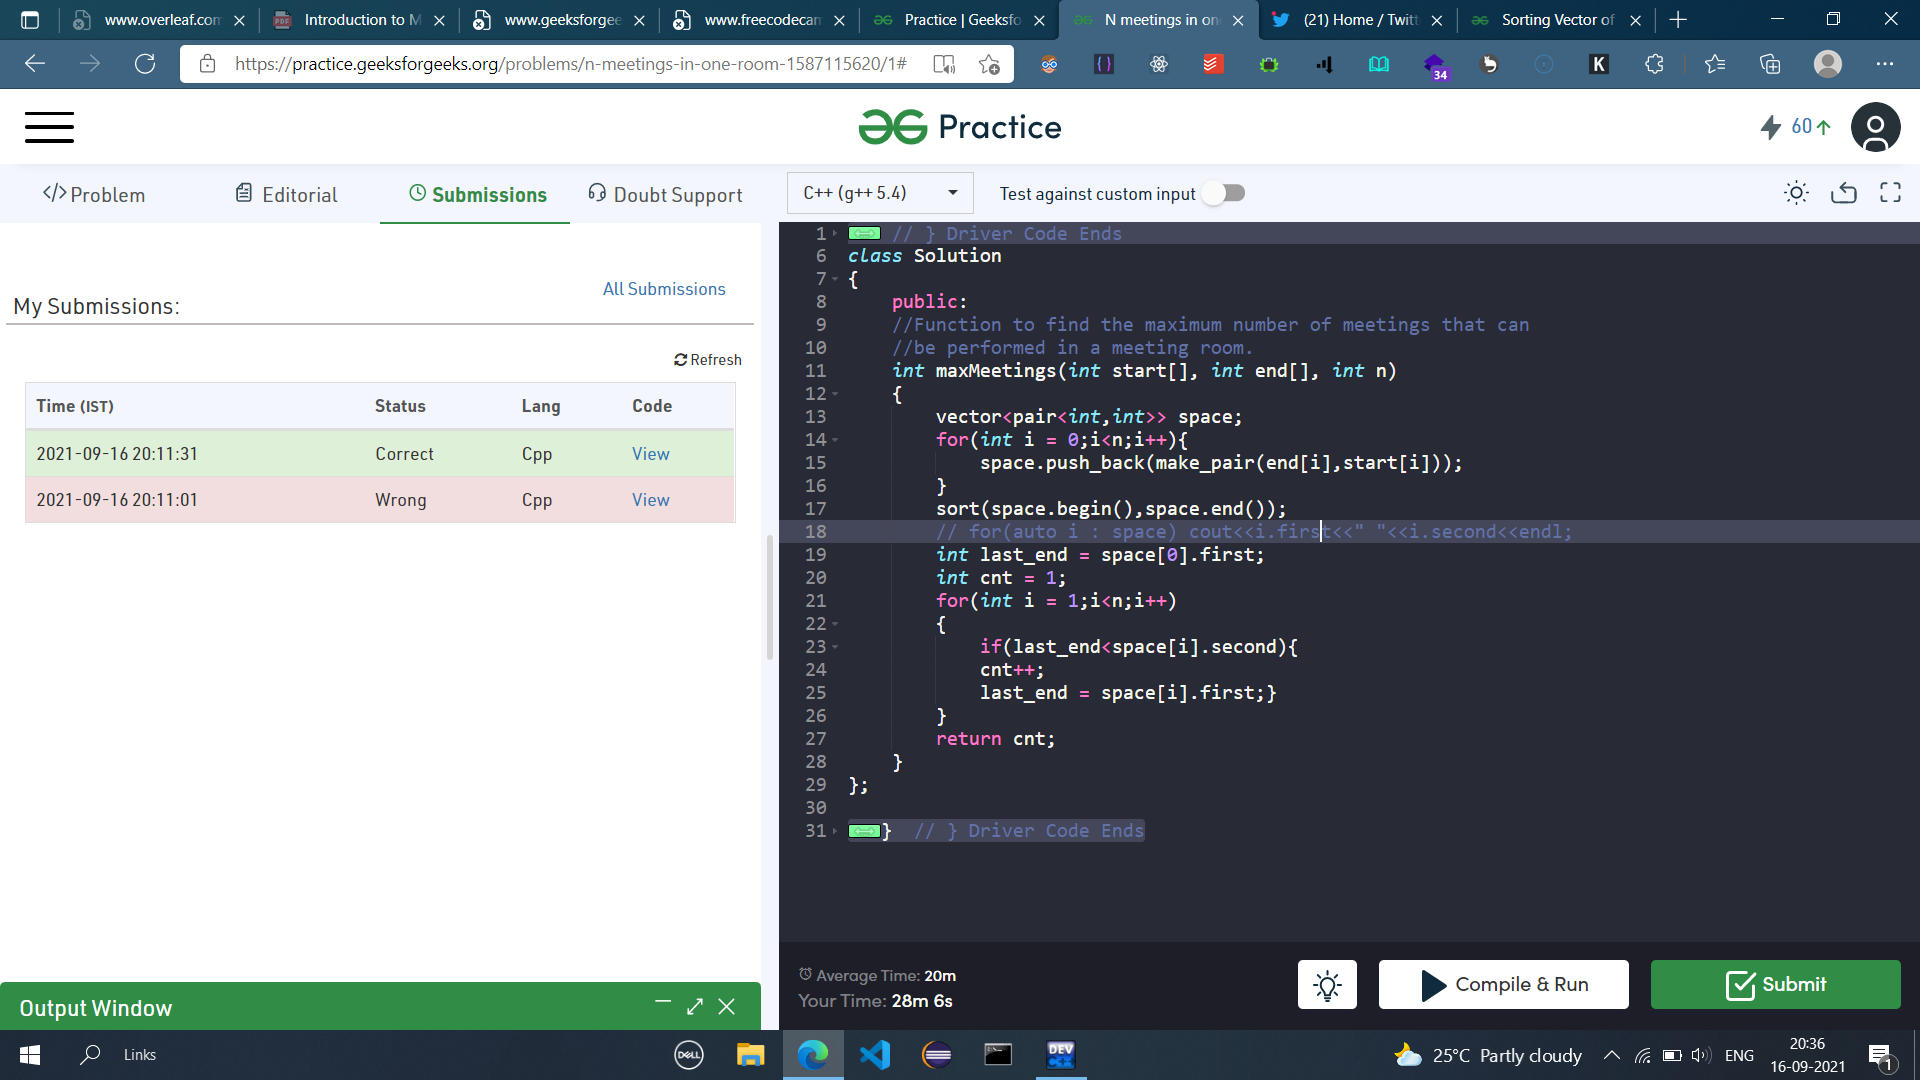 www.overleaf.com
Introduction to M
www.geeksforgee
www.freecodecam
Practice | Geeksfo
N meetings in one
(21) Home / Twitt
Sorting Vector of
https://practice.geeksforgeeks.org/problems/n-meetings-in-one-room-1587115620/1#
K
34
Practice
60
Problem
Editorial
Submissions
Doubt Support
C++ (g++ 5.4)
Test against custom input
My Submissions:
All Submissions
Refresh
Time (IST) Status Lang Code
2021-09-16 20:11:31 Correct Cpp View
2021-09-16 20:11:01 Wrong Cpp View
1 // } Driver Code Ends
6 class Solution
7 {
8 public:
9 //Function to find the maximum number of meetings that can
10 //be performed in a meeting room.
11 int maxMeetings(int start[], int end[], int n)
12 {
13 vector<pair<int,int>> space;
14 for(int i = 0;i<n;i++){
15 space.push_back(make_pair(end[i],start[i]));
16 }
17 sort(space.begin(),space.end());
18 // for(auto i : space) cout<<i.first<<" "<<i.second<<endl;
19 int last_end = space[0].first;
20 int cnt = 1;
21 for(int i = 1;i<n;i++)
22 {
23 if(last_end<space[i].second){
24 cnt++;
25 last_end = space[i].first;}
26 }
27 return cnt;
28 }
29 };
30
31 } // } Driver Code Ends
Output Window
Average Time: 20m
Your Time: 28m 6s
Compile & Run
Submit
Links
DELL
DEV
25°C Partly cloudy
ENG
20:36
16-09-2021
1